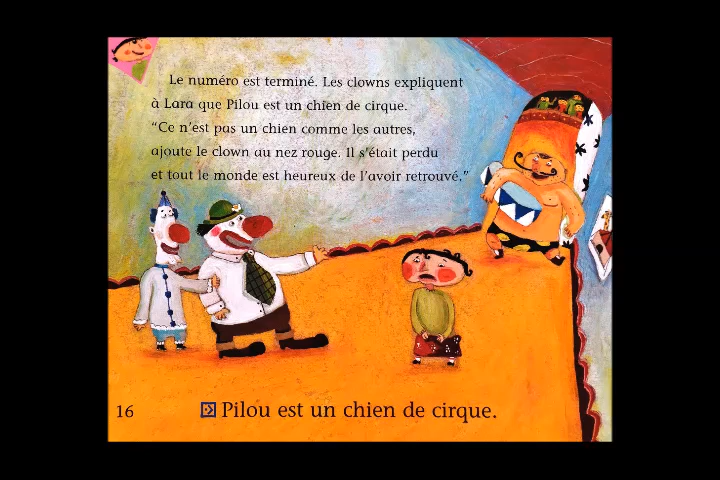 Le numéro est terminé. Les clowns expliquent
à Lara que Pilou est un chien de cirque.
“Ce n’est pas un chien comme les autres,
ajoute le clown au nez rouge. Il s’était perdu
et tout le monde est heureux de l’avoir retrouvé.”
16
Pilou est un chien de cirque.